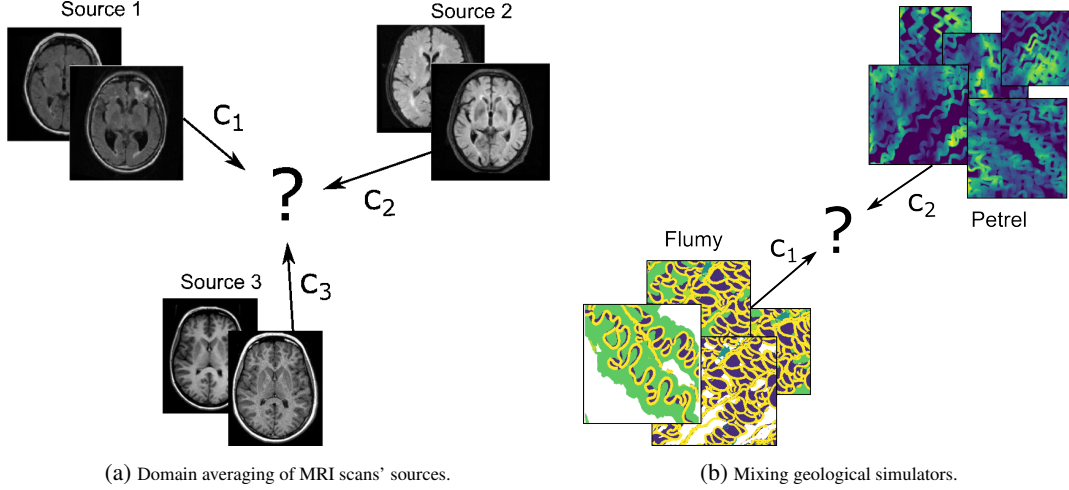 Source 1
Source 2
c1
?
c2
Source 3
c3
(a) Domain averaging of MRI scans' sources.
Petrel
c2
?
Flumy
c1
(b) Mixing geological simulators.